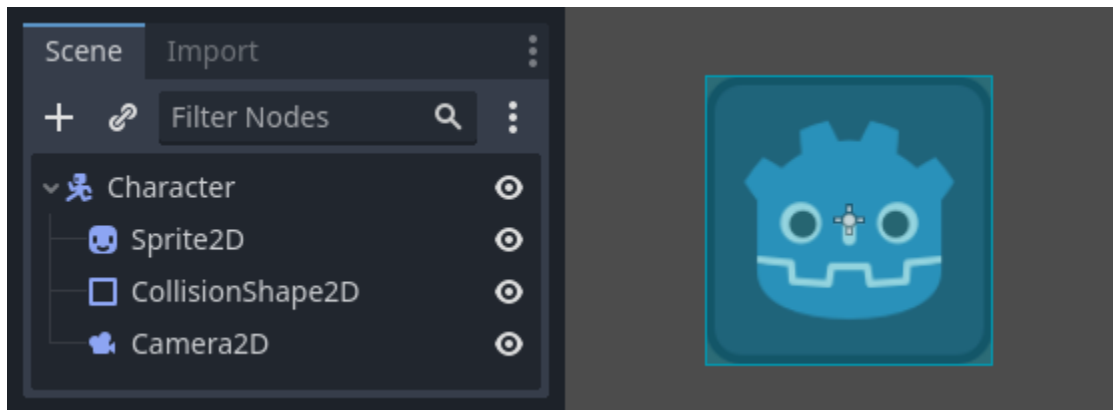 Scene Import
Filter Nodes
Character
Sprite2D
CollisionShape2D
Camera2D